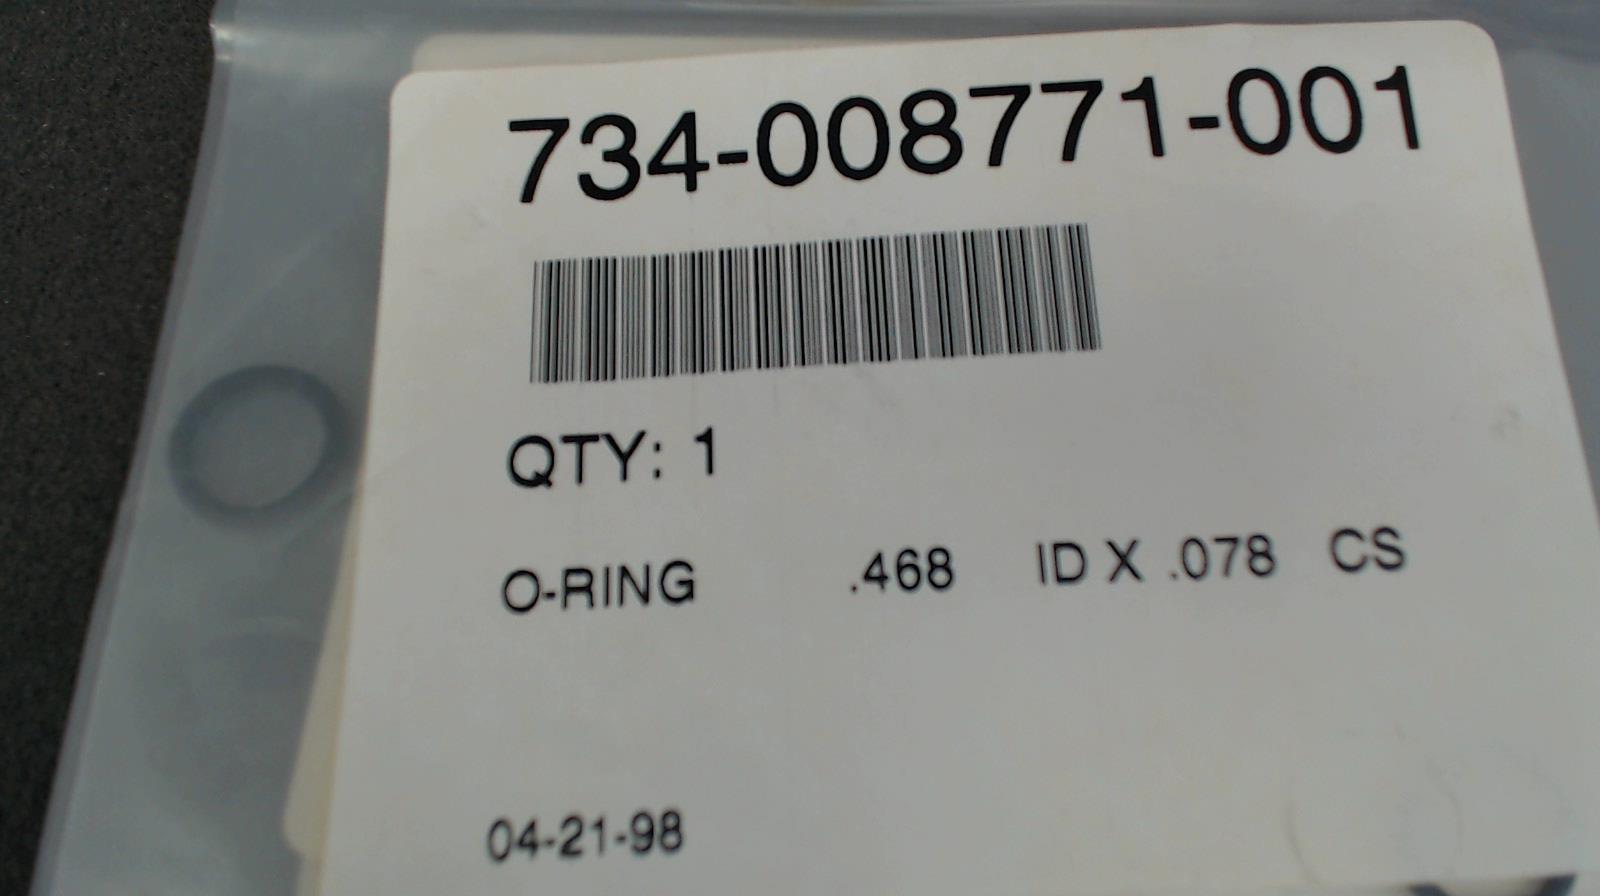 734-008771-001
QTY: 1
O-RING .468 ID X .078 CS
04-21-98